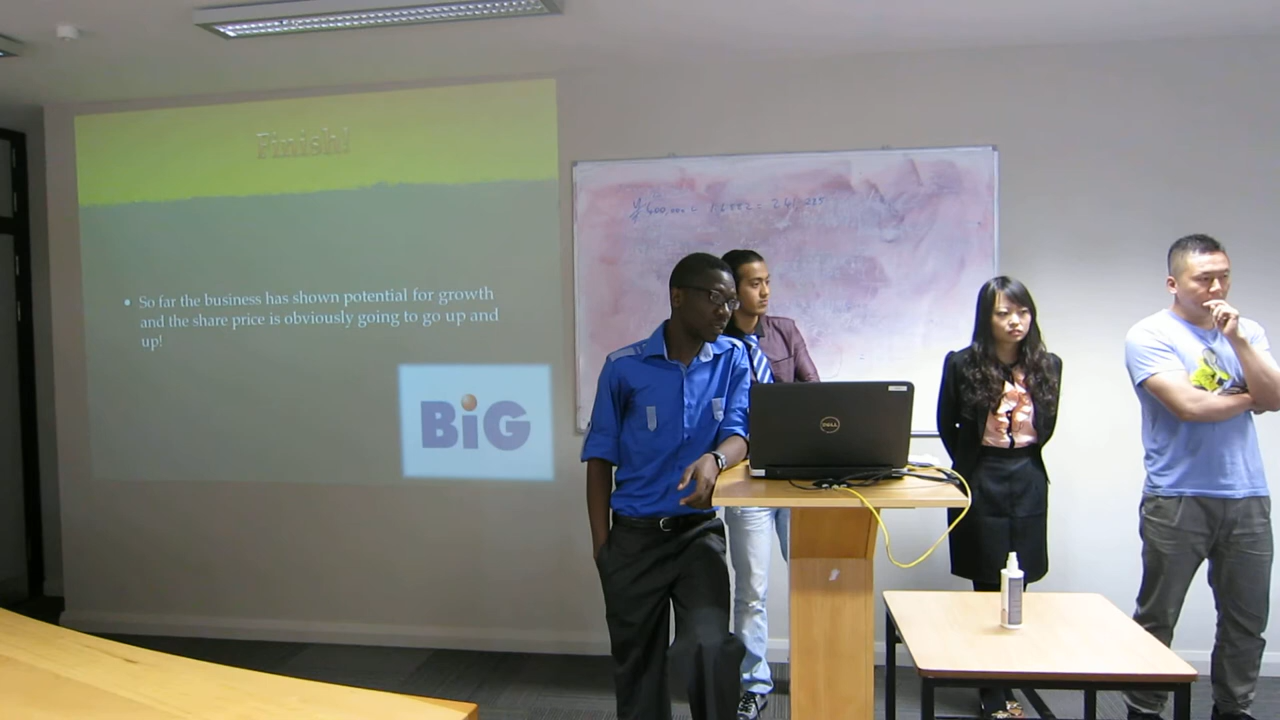 Finish!
• So far the business has shown potential for growth
and the share price is obviously going to go up and
up!
BiG
DELL